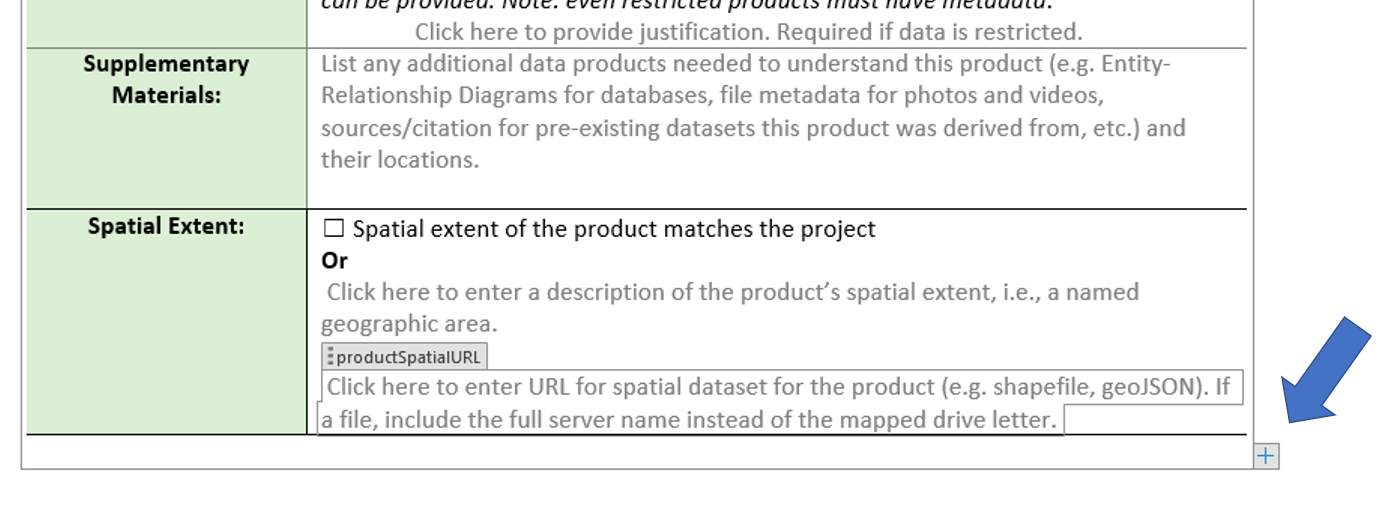 can be provided. Note: even restricted products must have metadata.
Click here to provide justification. Required if data is restricted.
Supplementary
Materials:
List any additional data products needed to understand this product (e.g. Entity-
Relationship Diagrams for databases, file metadata for photos and videos,
sources/citation for pre-existing datasets this product was derived from, etc.) and
their locations.
Spatial Extent:
☐ Spatial extent of the product matches the project
Or
Click here to enter a description of the product’s spatial extent, i.e., a named
geographic area.
productSpatialURL
Click here to enter URL for spatial dataset for the product (e.g. shapefile, geoJSON). If
a file, include the full server name instead of the mapped drive letter.